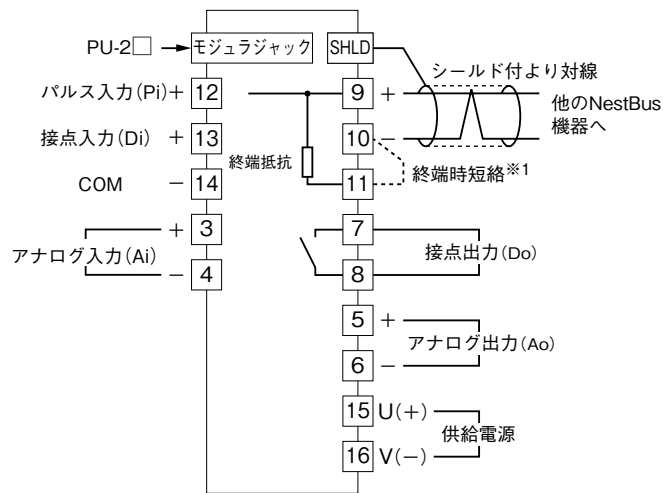 PU-2□ モジュラジャック SHLD
シールド付より対線
パルス入力(Pi) + 12 9 +
他のNestBus
機器へ
接点入力(Di) + 13 10 −
終端抵抗 終端時短絡※1
COM − 14 11
+ 3 7
アナログ入力(Ai) 接点出力(Do)
− 4 8
5 +
アナログ出力(Ao)
6 −
15 U(+)
供給電源
16 V(−)